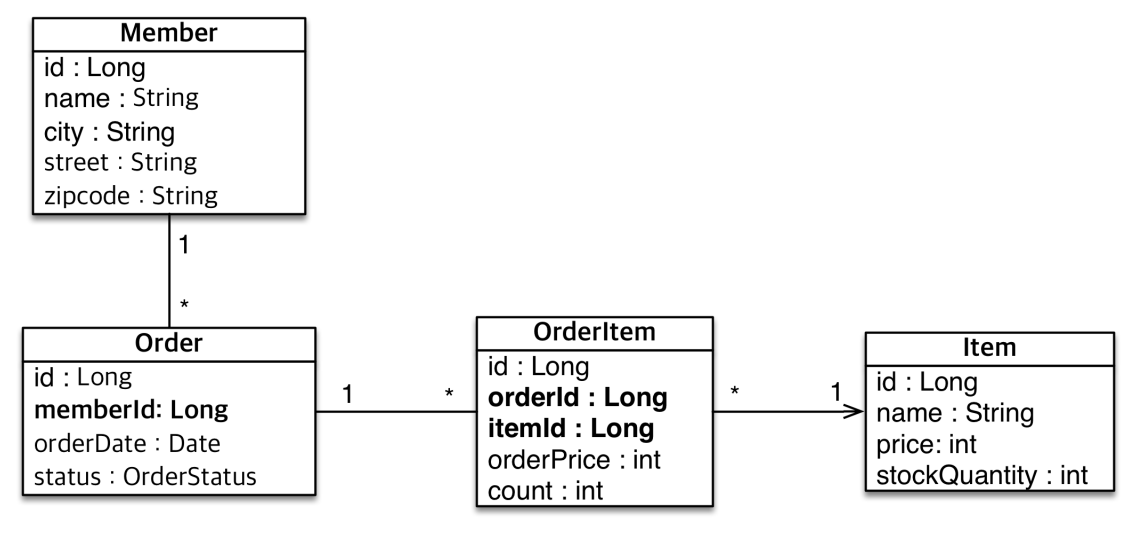 Member
id : Long
name : String
city : String
street : String
zipcode : String
1
*
Order
id : Long
memberId: Long
orderDate : Date
status : OrderStatus
1
*
OrderItem
id : Long
orderId : Long
itemId : Long
orderPrice : int
count : int
*
1
Item
id : Long
name : String
price: int
stockQuantity : int